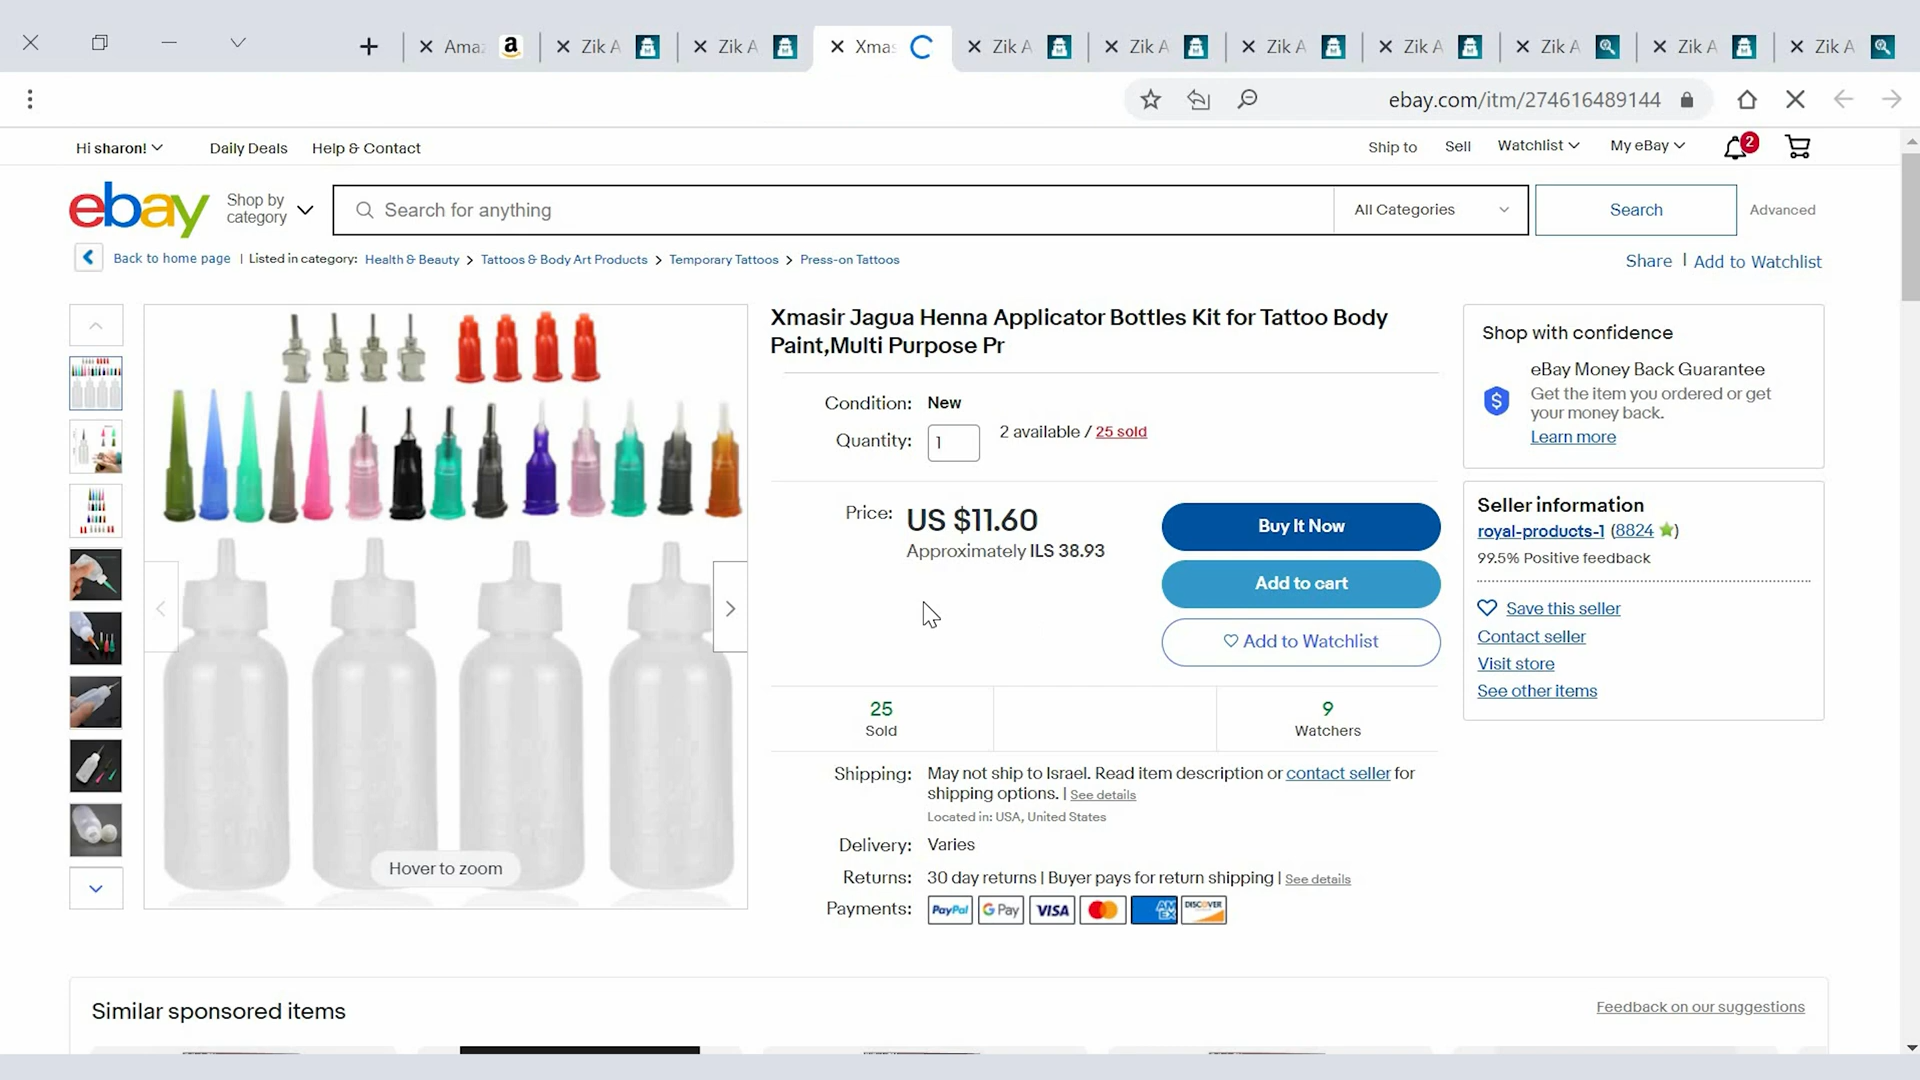 Ama
Zik A
Zik A
Xmas
Zik A
Zik A
Zik A
Zik A
Zik A
Zik A
Zik A
ebay.com/itm/274616489144
Hi sharon!
Daily Deals
Help & Contact
Ship to
Sell
Watchlist
My eBay
2
ebay
Shop by
category
Search for anything
All Categories
Search
Advanced
Back to home page | Listed in category: Health & Beauty > Tattoos & Body Art Products > Temporary Tattoos > Press-on Tattoos
Share | Add to Watchlist
Xmasir Jagua Henna Applicator Bottles Kit for Tattoo Body
Paint,Multi Purpose Pr
Condition: New
Quantity: 1 2 available / 25 sold
Price: US $11.60
Approximately ILS 38.93
Buy It Now
Add to cart
Add to Watchlist
25
Sold
9
Watchers
Shipping: May not ship to Israel. Read item description or contact seller for
shipping options. | See details
Located in: USA, United States
Delivery: Varies
Returns: 30 day returns | Buyer pays for return shipping | See details
Payments: PayPal G Pay VISA AMEX DISCOVER
Hover to zoom
Shop with confidence
eBay Money Back Guarantee
Get the item you ordered or get
your money back.
Learn more
Seller information
royal-products-1 (8824)
99.5% Positive feedback
Save this seller
Contact seller
Visit store
See other items
Similar sponsored items
Feedback on our suggestions